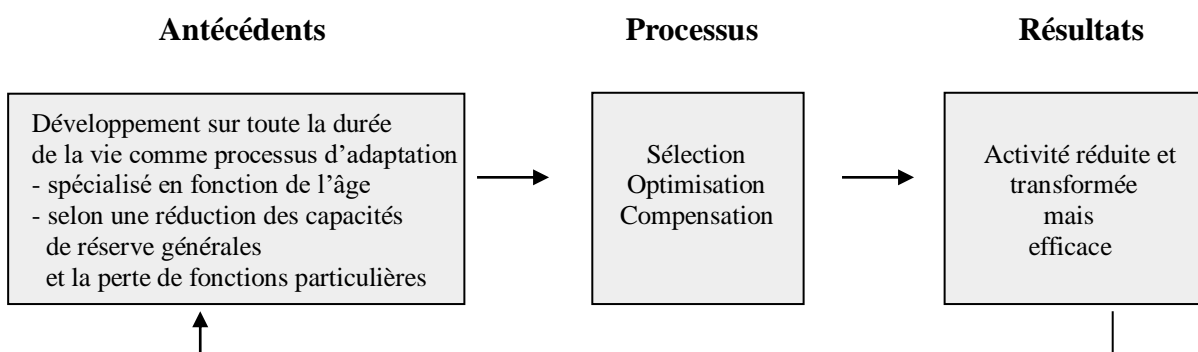 Antécédents
Processus
Résultats
Développement sur toute la durée
de la vie comme processus d’adaptation
- spécialisé en fonction de l’âge
- selon une réduction des capacités
de réserve générales
et la perte de fonctions particulières
Sélection
Optimisation
Compensation
Activité réduite et
transformée
mais
efficace